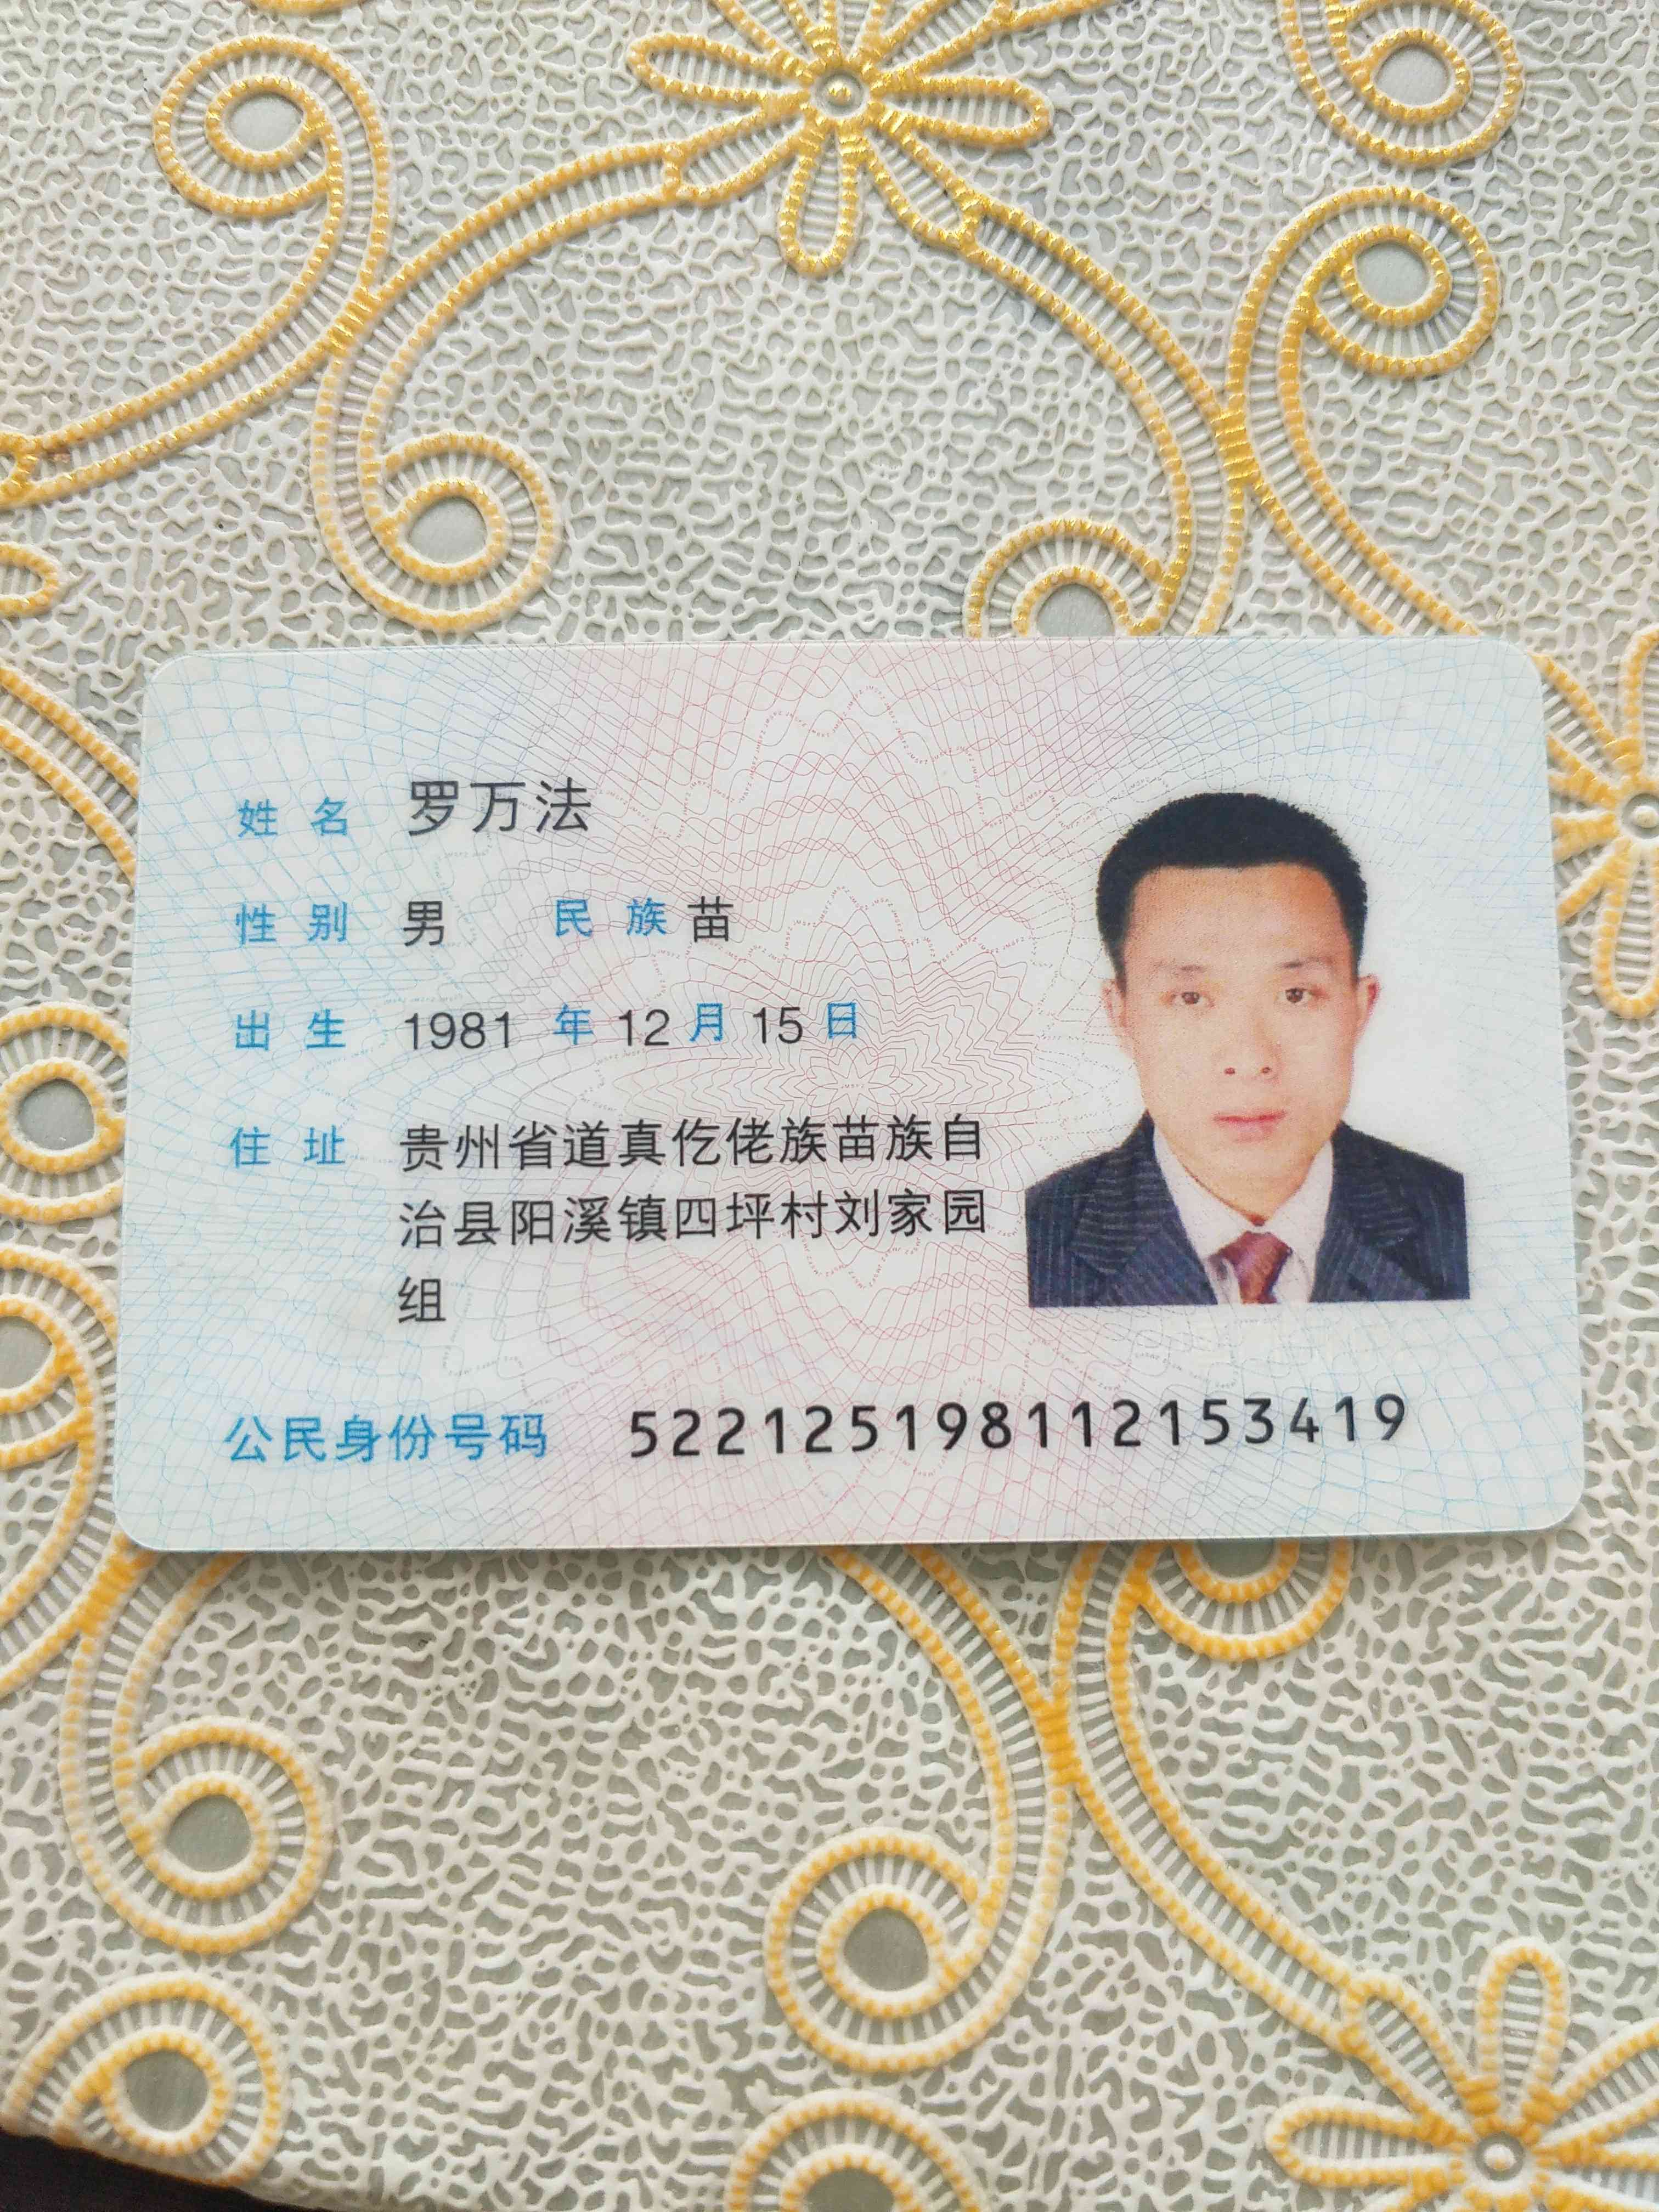 姓名 罗万法
性别 男 民族 苗
出生 1981 年 12 月 15 日
住址 贵州省道真仡佬族苗族自
治县阳溪镇四坪村刘家园
组
公民身份号码 522125198112153419